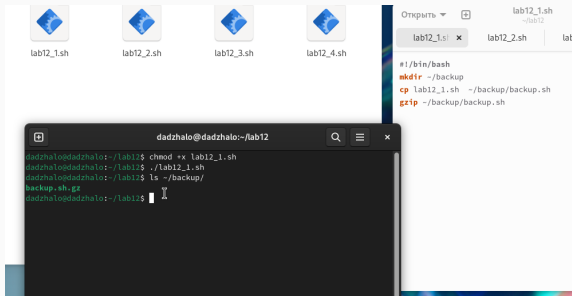 lab12_1.sh
lab12_2.sh
lab12_3.sh
lab12_4.sh
Открыть
lab12_1.sh
~/lab12
lab12_1.sh
lab12_2.sh
lab
#!/bin/bash
mkdir ~/backup
cp lab12_1.sh ~/backup/backup.sh
gzip ~/backup/backup.sh
dadzhalo@dadzhalo:~/lab12
dadzhalo@dadzhalo:~/lab12$ chmod +x lab12_1.sh
dadzhalo@dadzhalo:~/lab12$ ./lab12_1.sh
dadzhalo@dadzhalo:~/lab12$ ls ~/backup/
backup.sh.gz
dadzhalo@dadzhalo:~/lab12$